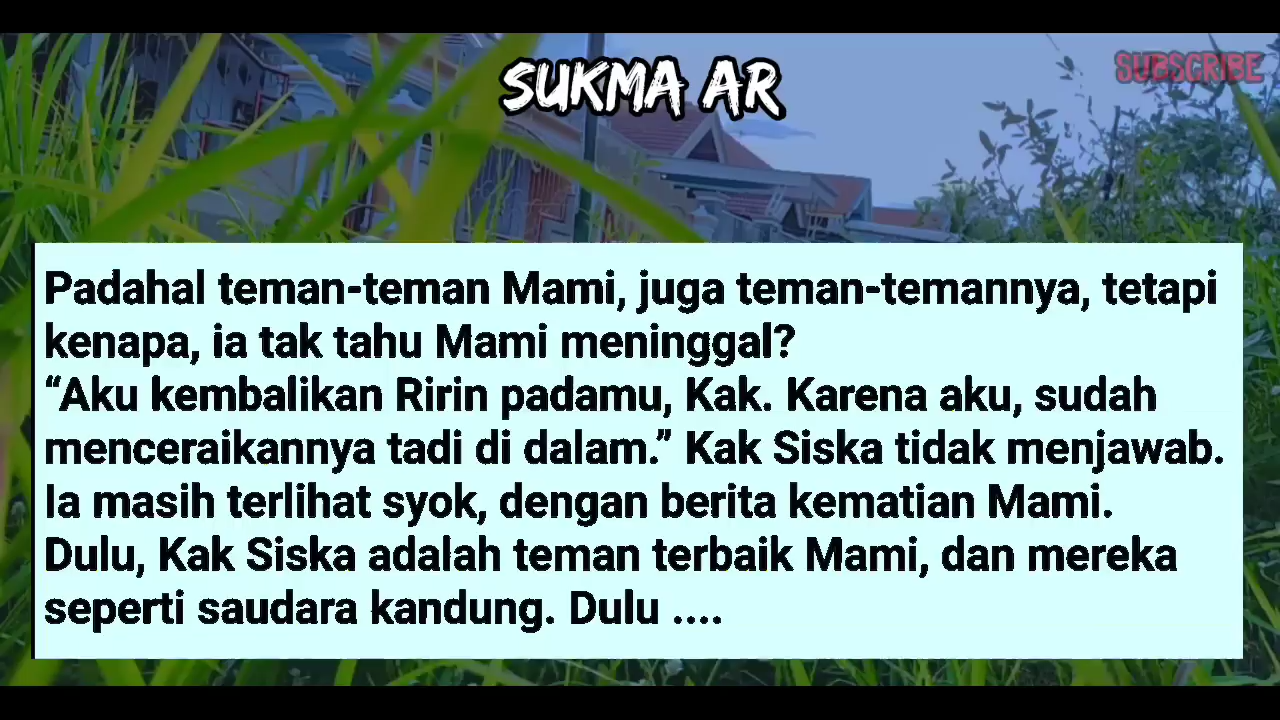 SUKMA AR
SUBSCRIBE
Padahal teman-teman Mami, juga teman-temannya, tetapi
kenapa, ia tak tahu Mami meninggal?
“Aku kembalikan Ririn padamu, Kak. Karena aku, sudah
menceraikannya tadi di dalam.” Kak Siska tidak menjawab.
Ia masih terlihat syok, dengan berita kematian Mami.
Dulu, Kak Siska adalah teman terbaik Mami, dan mereka
seperti saudara kandung. Dulu ....